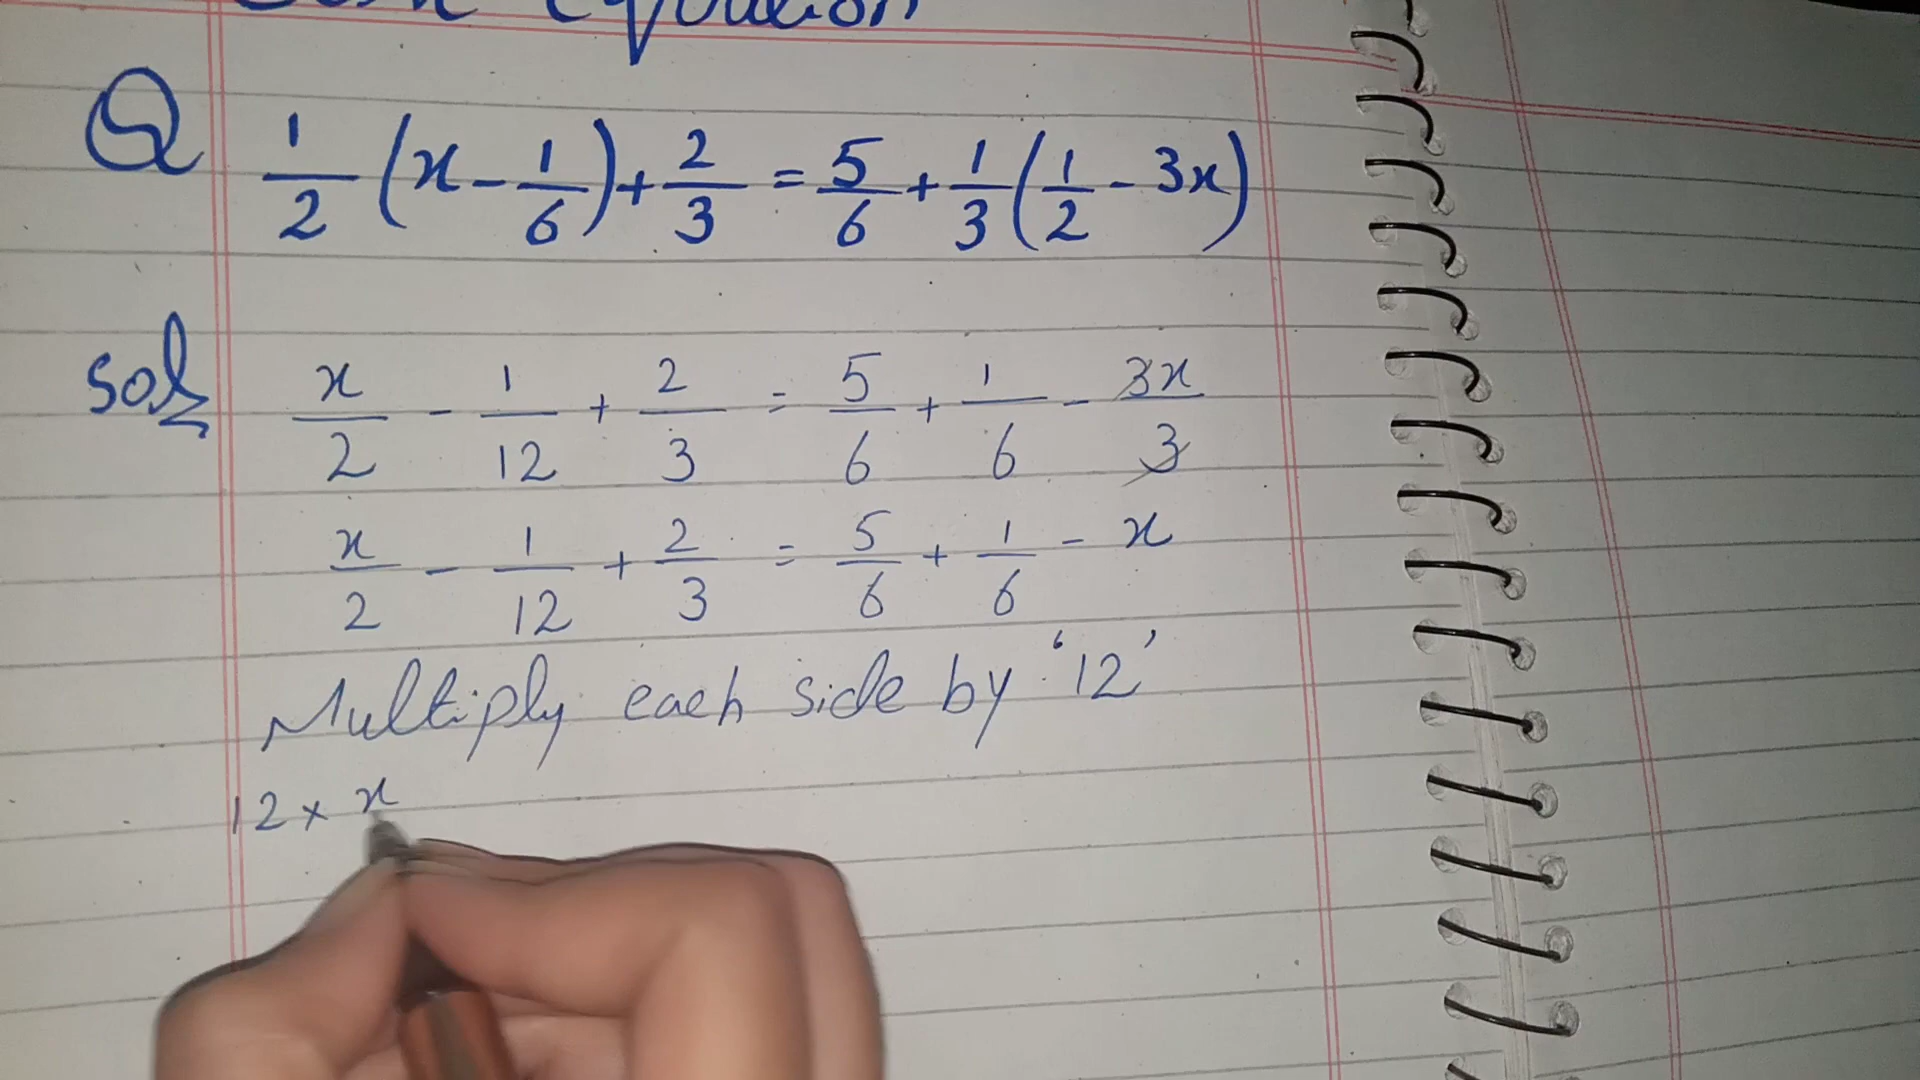 Equation
Q 1/2 (x - 1/6) + 2/3 = 5/6 + 1/3 (1/2 - 3x)
Sol x/2 - 1/12 + 2/3 = 5/6 + 1/6 - 3x/3
x/2 - 1/12 + 2/3 = 5/6 + 1/6 - x
Multiply each side by '12'
12 × x